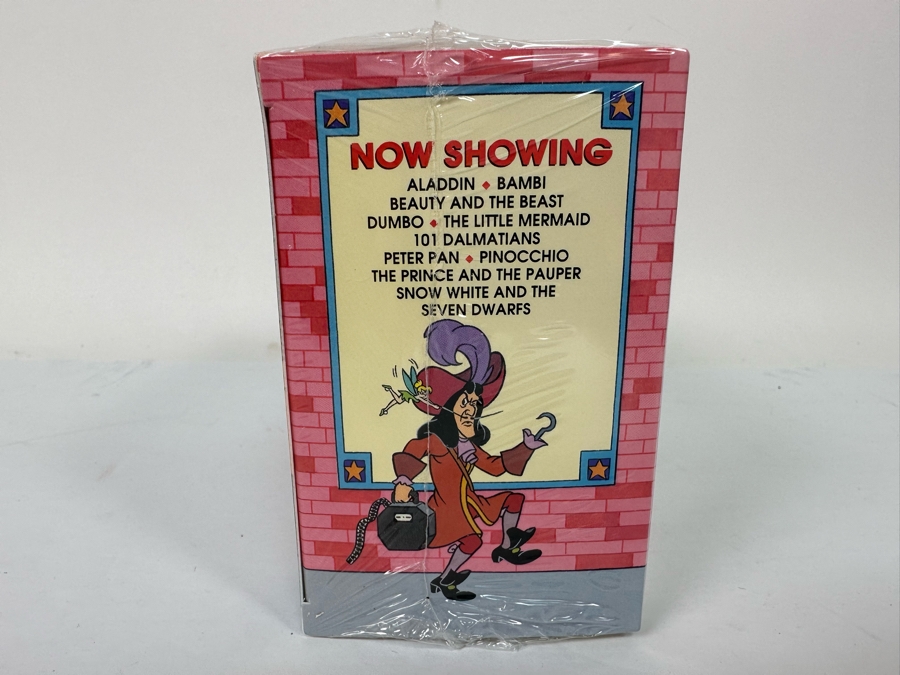 NOW SHOWING
ALADDIN ♦ BAMBI
BEAUTY AND THE BEAST
DUMBO ♦ THE LITTLE MERMAID
101 DALMATIANS
PETER PAN ♦ PINOCCHIO
THE PRINCE AND THE PAUPER
SNOW WHITE AND THE
SEVEN DWARFS